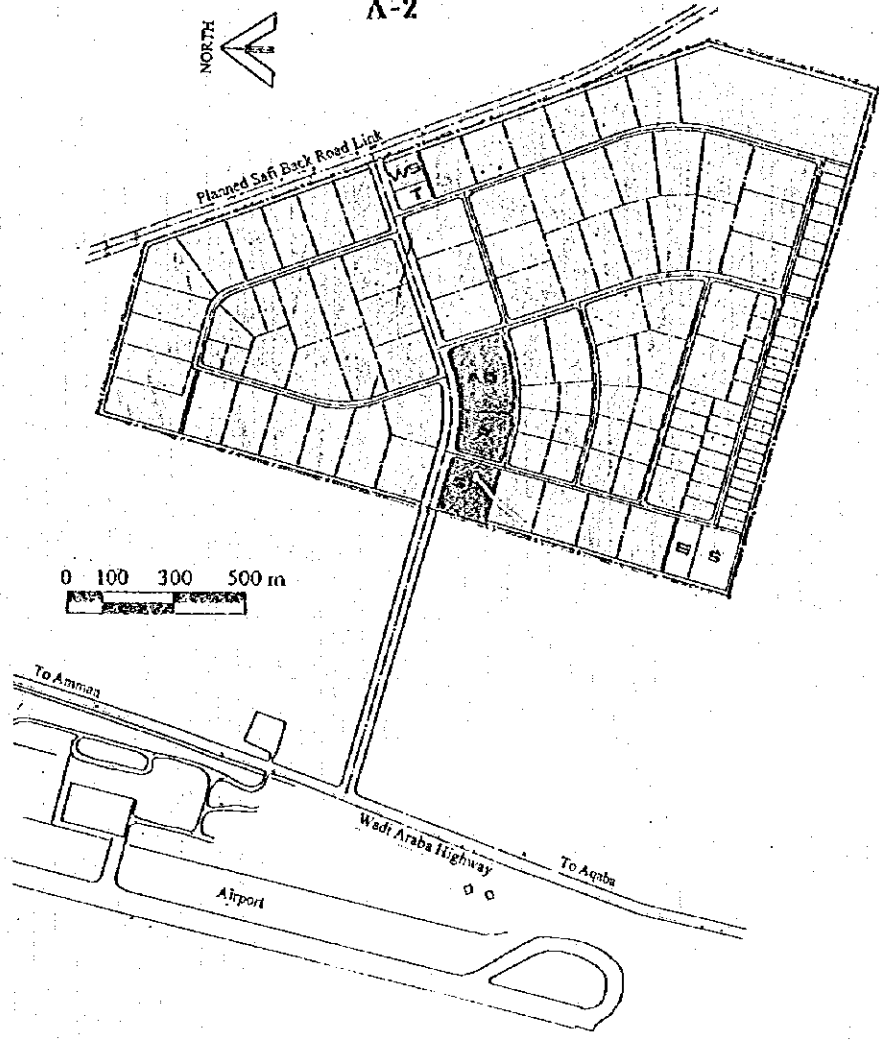 A-2
NORTH
Planned Safi Back Road Link
WS
T
AS
S
E
S
0 100 300 500 m
To Amman
Wadi Araba Highway
To Aqaba
Airport